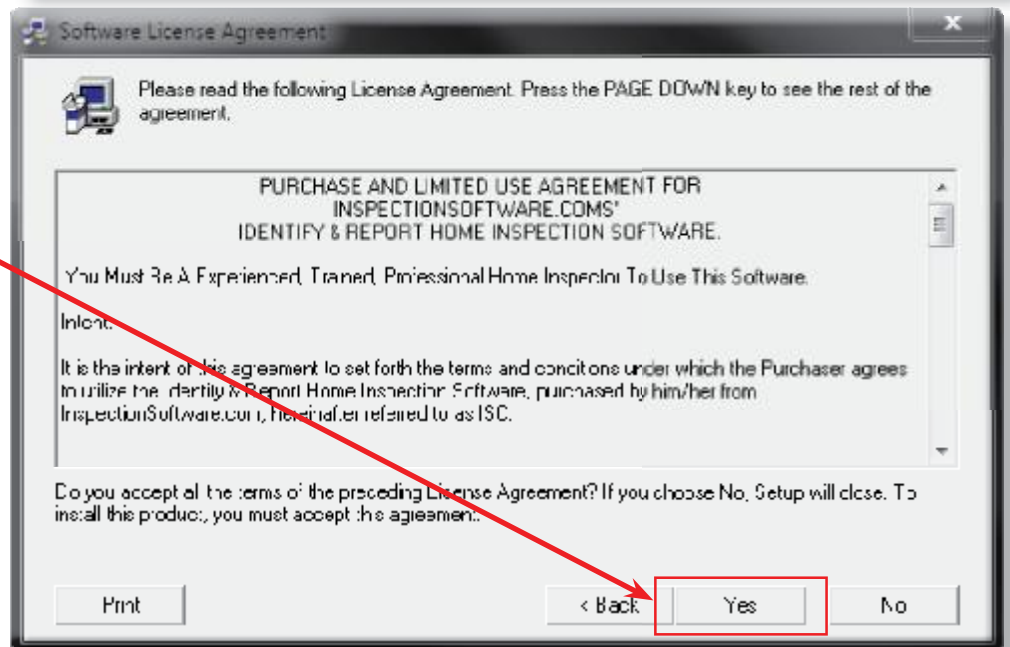 Software License Agreement
Please read the following License Agreement. Press the PAGE DOWN key to see the rest of the
agreement.
PURCHASE AND LIMITED USE AGREEMENT FOR
INSPECTIONSOFTWARE.COMS'
IDENTIFY & REPORT HOME INSPECTION SOFTWARE.
You Must Be A Experienced, Trained, Professional Home Inspector To Use This Software.
Intent:
It is the intent of this agreement to set forth the terms and conditions under which the Purchaser agrees
to utilize the Identify & Report Home Inspection Software, purchased by him/her from
InspectionSoftware.com, hereinafter referred to as ISC.
Do you accept all the terms of the preceding License Agreement? If you choose No, Setup will close. To
install this product, you must accept this agreement.
Print
< Back
Yes
No